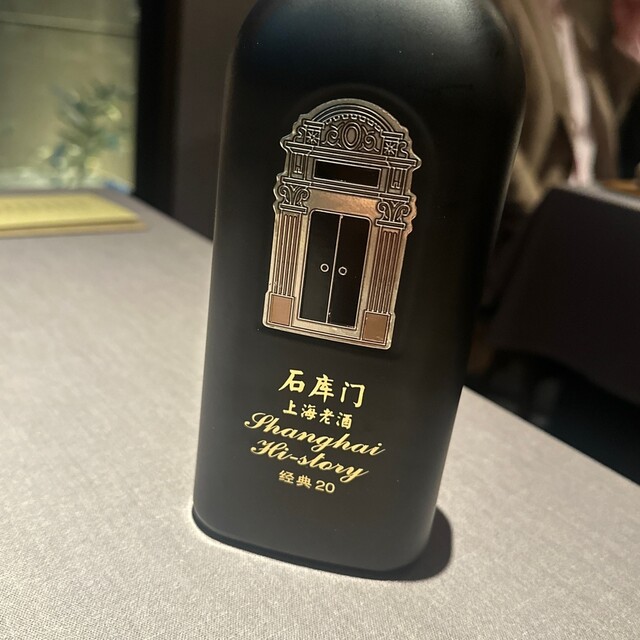 石库门
上海老酒
Shanghai
Hi-story
经典20